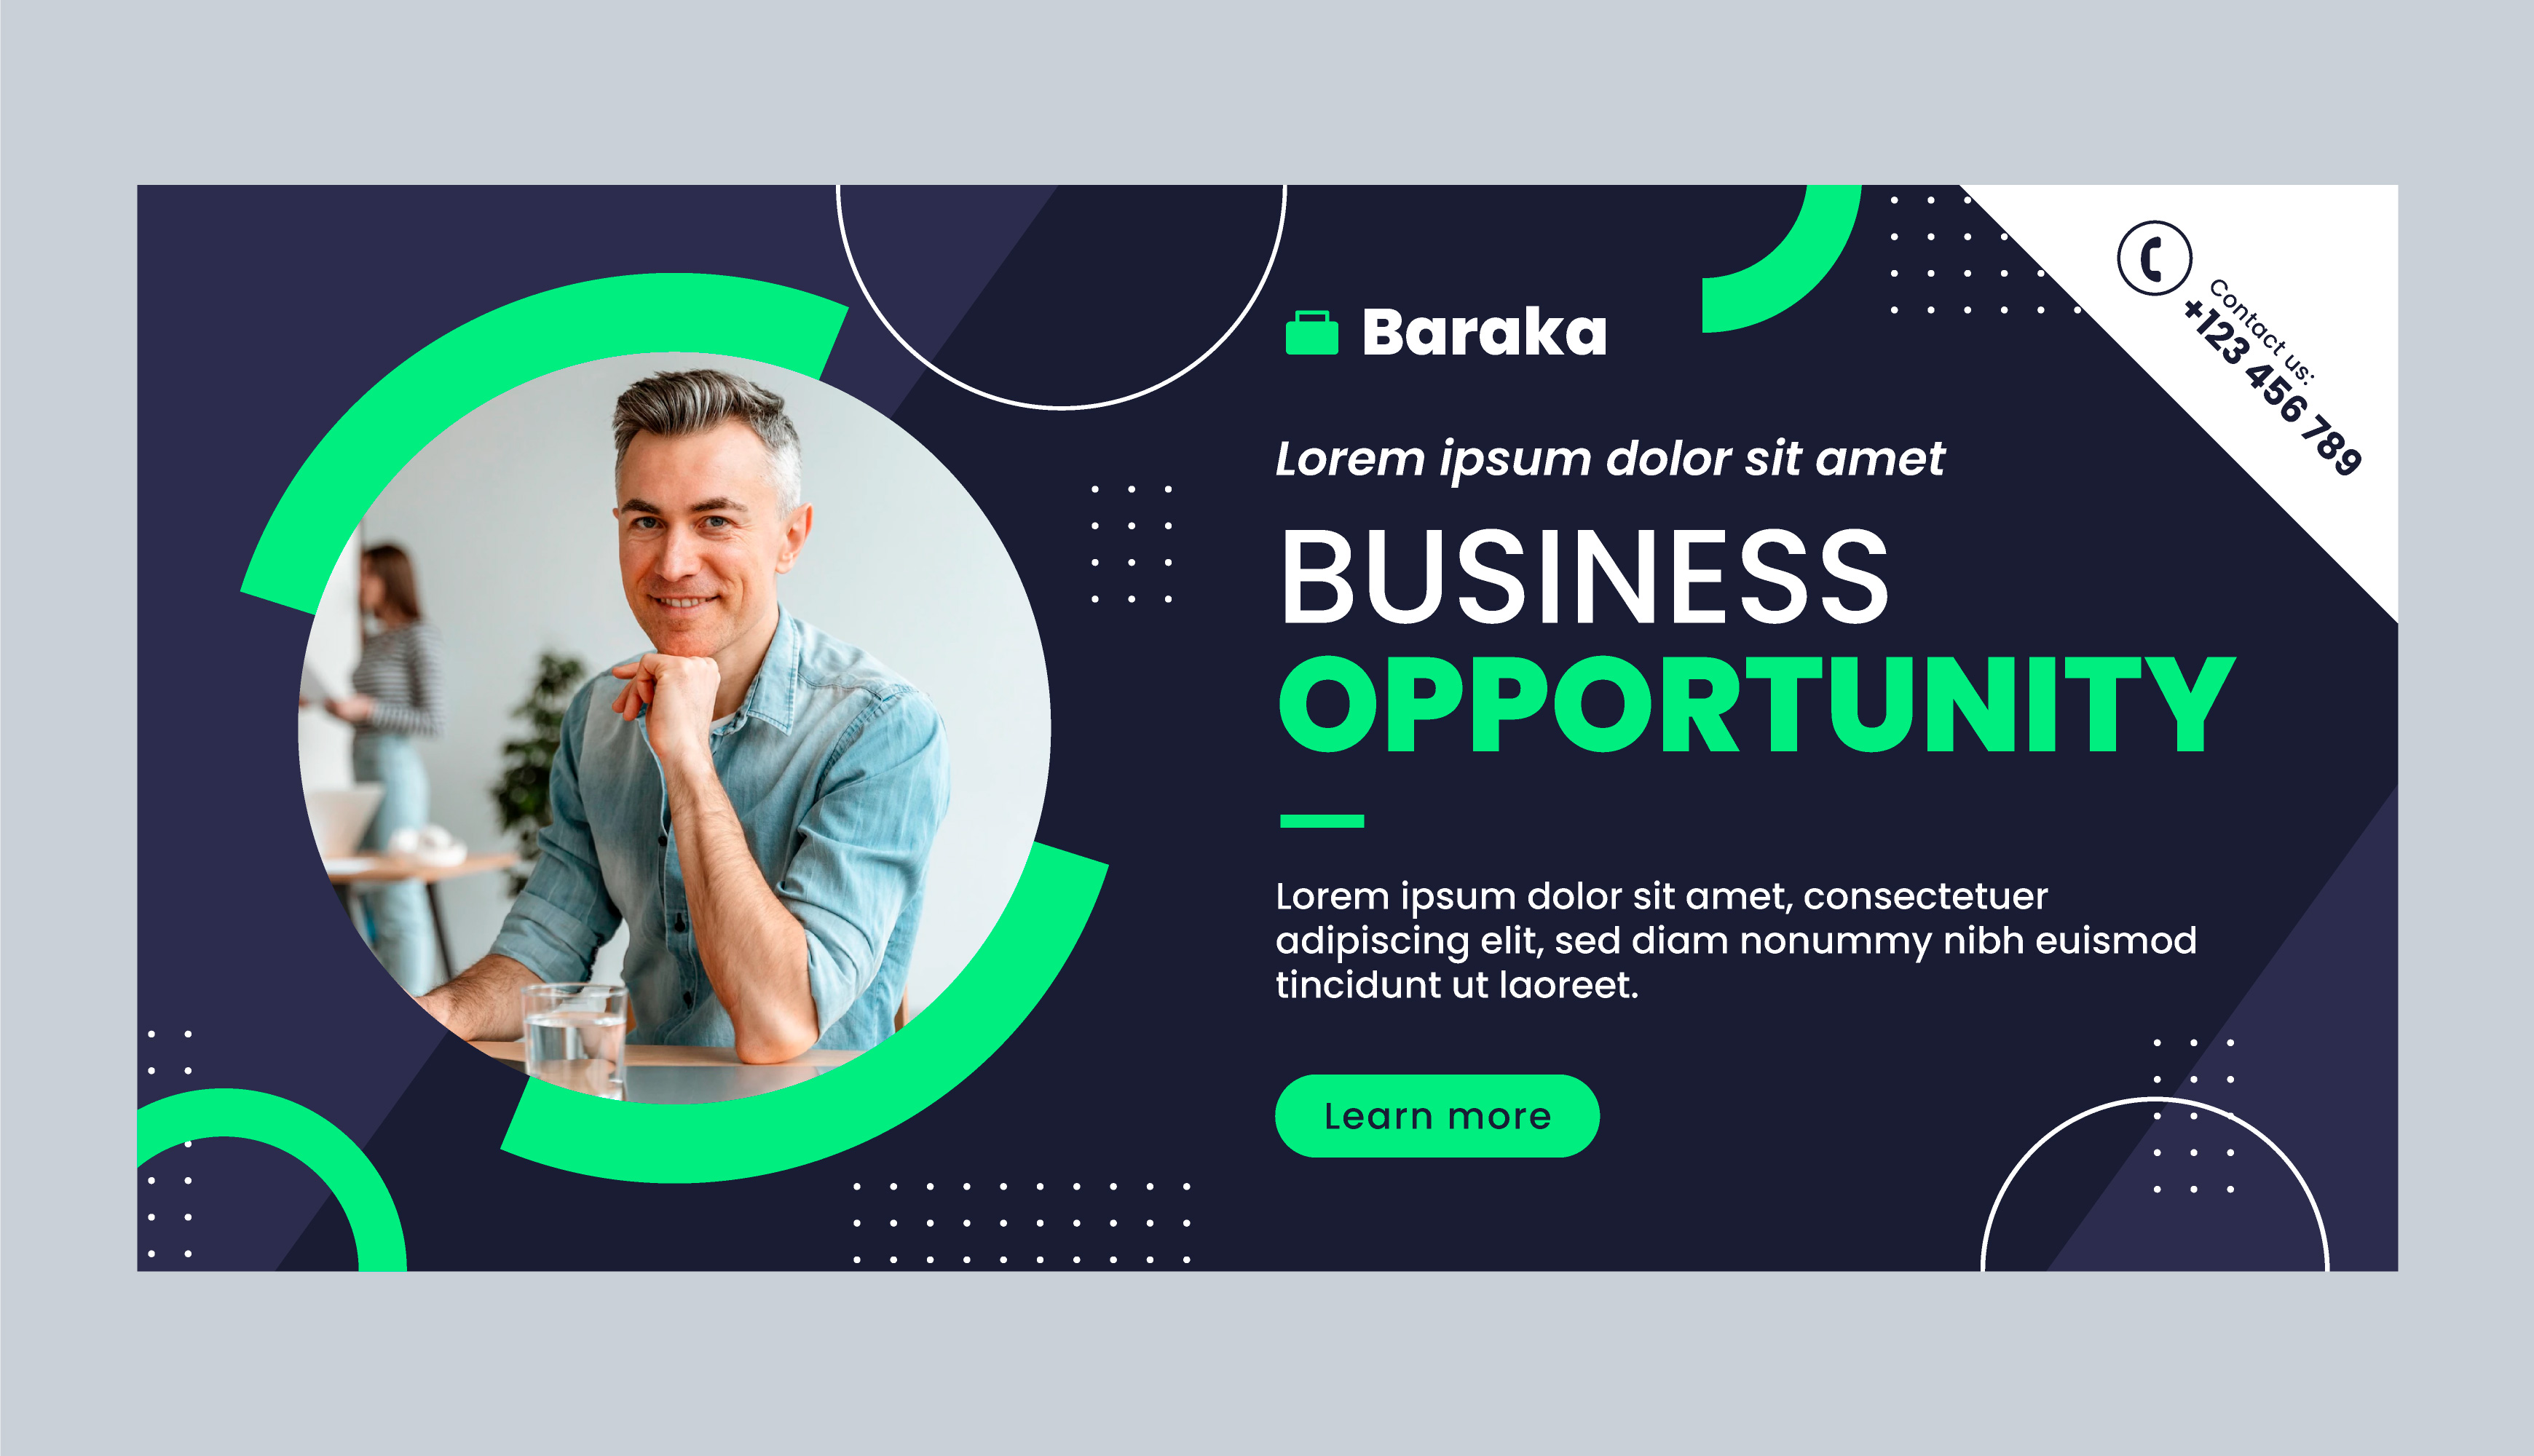 Baraka
Contact us:
+123 456 789
Lorem ipsum dolor sit amet
BUSINESS
OPPORTUNITY
Lorem ipsum dolor sit amet, consectetuer
adipiscing elit, sed diam nonummy nibh euismod
tincidunt ut laoreet.
Learn more